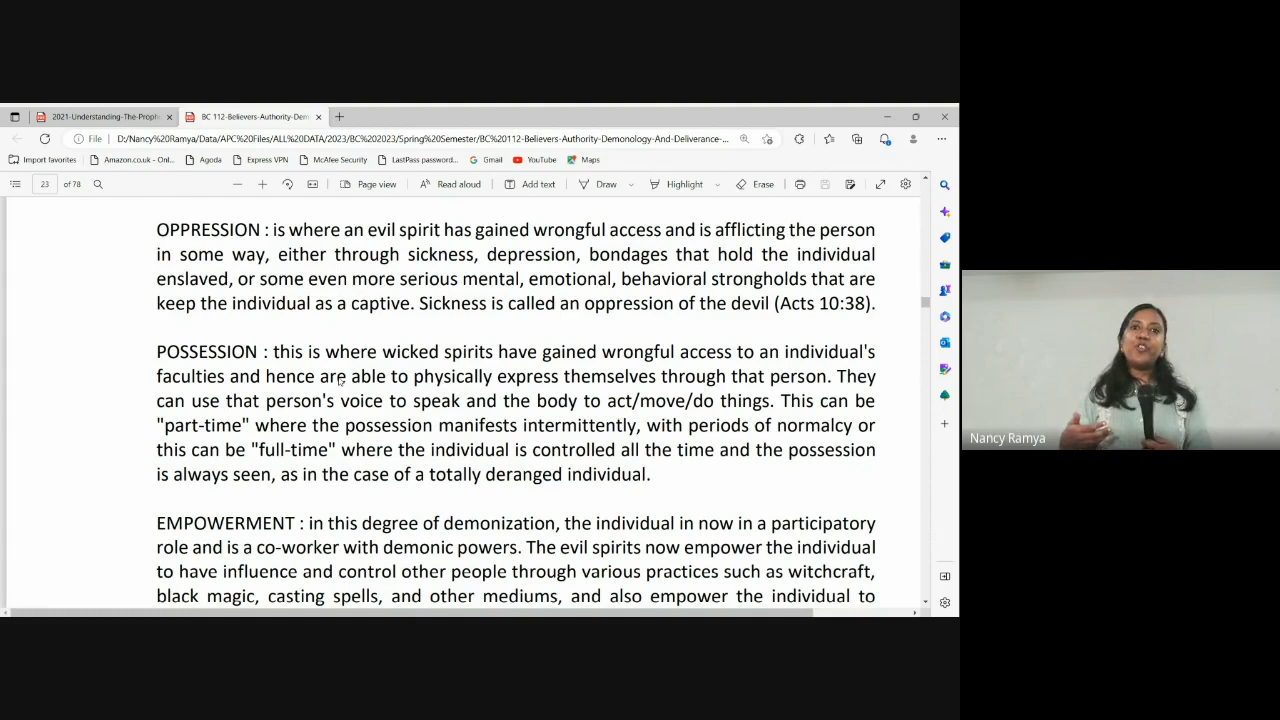 2021-Understanding-The-Proph
BC 112-Believers-Authority-Dem
File
D:/Nancy%20Ramya/Data/APC%20Files/ALL%20DATA/2023/BC%202023/Spring%20Semester/BC%20112-Believers-Authority-Demonology-And-Deliverance-...
Import favorites
Amazon.co.uk - Onl...
Agoda
Express VPN
McAfee Security
LastPass password...
Gmail
YouTube
Maps
23 of 78
Page view
Read aloud
Add text
Draw
Highlight
Erase
OPPRESSION : is where an evil spirit has gained wrongful access and is afflicting the person
in some way, either through sickness, depression, bondages that hold the individual
enslaved, or some even more serious mental, emotional, behavioral strongholds that are
keep the individual as a captive. Sickness is called an oppression of the devil (Acts 10:38).
POSSESSION : this is where wicked spirits have gained wrongful access to an individual's
faculties and hence are able to physically express themselves through that person. They
can use that person's voice to speak and the body to act/move/do things. This can be
"part-time" where the possession manifests intermittently, with periods of normalcy or
this can be "full-time" where the individual is controlled all the time and the possession
is always seen, as in the case of a totally deranged individual.
EMPOWERMENT : in this degree of demonization, the individual in now in a participatory
role and is a co-worker with demonic powers. The evil spirits now empower the individual
to have influence and control other people through various practices such as witchcraft,
black magic, casting spells, and other mediums, and also empower the individual to
Nancy Ramya